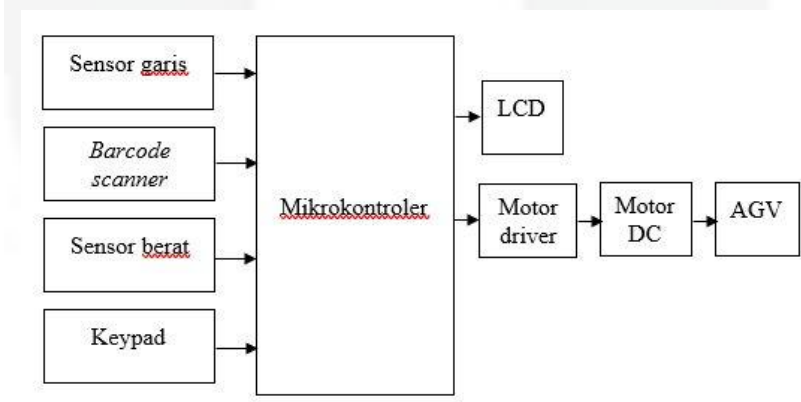 Sensor garis
Barcode
scanner
Sensor berat
Keypad
Mikrokontroler
LCD
Motor
driver
Motor
DC
AGV